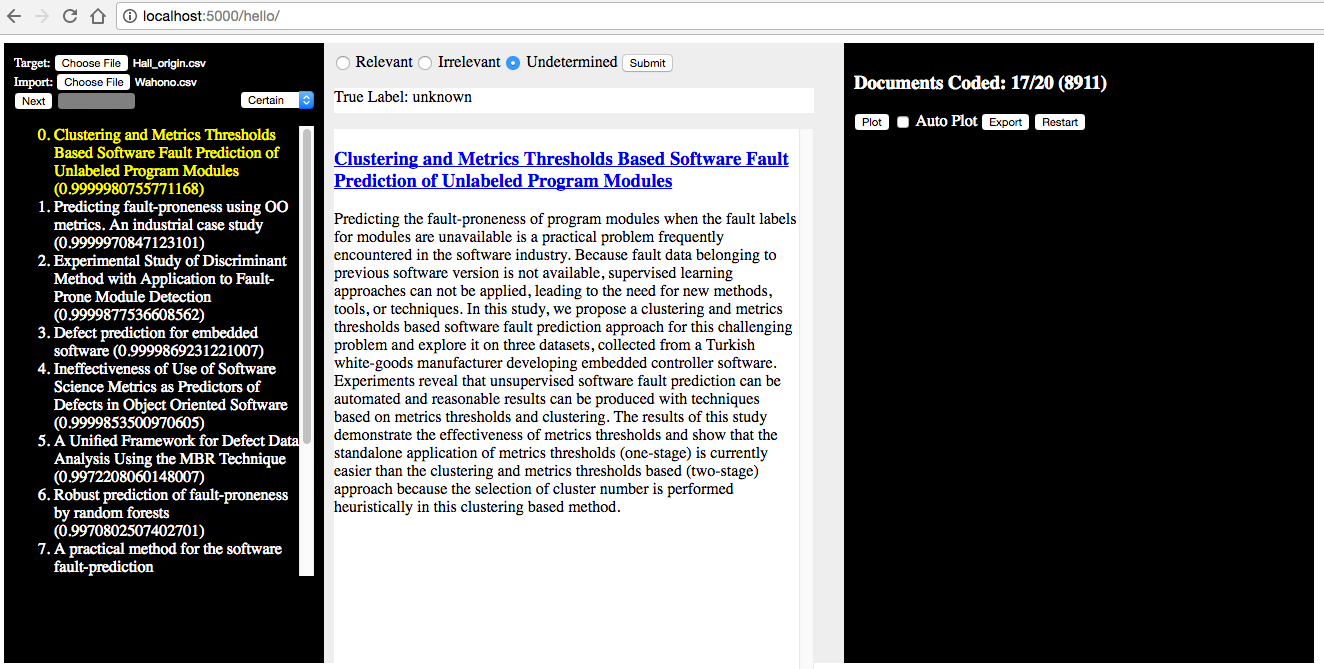 localhost:5000/hello/
Target: Choose File Hall_origin.csv
Import: Choose File Wahono.csv
Next Certain
0. Clustering and Metrics Thresholds
Based Software Fault Prediction of
Unlabeled Program Modules
(0.9999980755771168)
1. Predicting fault-proneness using OO
metrics. An industrial case study
(0.9999970847123101)
2. Experimental Study of Discriminant
Method with Application to Fault-
Prone Module Detection
(0.9999877536608562)
3. Defect prediction for embedded
software (0.9999869231221007)
4. Ineffectiveness of Use of Software
Science Metrics as Predictors of
Defects in Object Oriented Software
(0.9999853500970605)
5. A Unified Framework for Defect Data
Analysis Using the MBR Technique
(0.9972208060148007)
6. Robust prediction of fault-proneness
by random forests
(0.9970802507402701)
7. A practical method for the software
fault-prediction
Relevant Irrelevant Undetermined Submit
True Label: unknown
Clustering and Metrics Thresholds Based Software Fault
Prediction of Unlabeled Program Modules
Predicting the fault-proneness of program modules when the fault labels
for modules are unavailable is a practical problem frequently
encountered in the software industry. Because fault data belonging to
previous software version is not available, supervised learning
approaches can not be applied, leading to the need for new methods,
tools, or techniques. In this study, we propose a clustering and metrics
thresholds based software fault prediction approach for this challenging
problem and explore it on three datasets, collected from a Turkish
white-goods manufacturer developing embedded controller software.
Experiments reveal that unsupervised software fault prediction can be
automated and reasonable results can be produced with techniques
based on metrics thresholds and clustering. The results of this study
demonstrate the effectiveness of metrics thresholds and show that the
standalone application of metrics thresholds (one-stage) is currently
easier than the clustering and metrics thresholds based (two-stage)
approach because the selection of cluster number is performed
heuristically in this clustering based method.
Documents Coded: 17/20 (8911)
Plot Auto Plot Export Restart